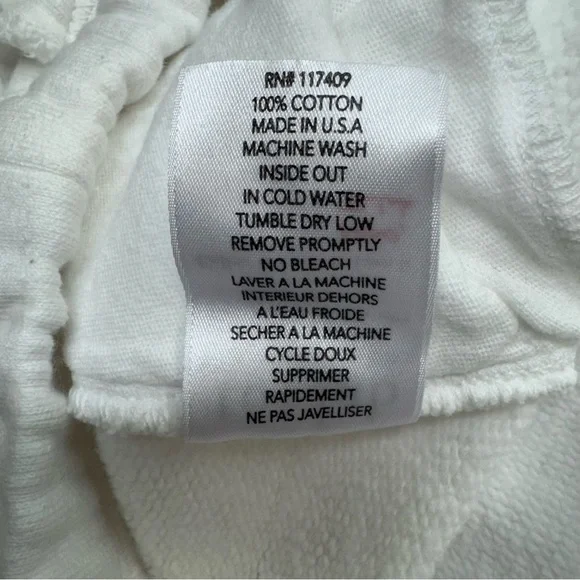 RN# 117409
100% COTTON
MADE IN U.S.A
MACHINE WASH
INSIDE OUT
IN COLD WATER
TUMBLE DRY LOW
REMOVE PROMPTLY
NO BLEACH
LAVER A LA MACHINE
INTERIEUR DEHORS
A L'EAU FROIDE
SECHER A LA MACHINE
CYCLE DOUX
SUPPRIMER
RAPIDEMENT
NE PAS JAVELLISER